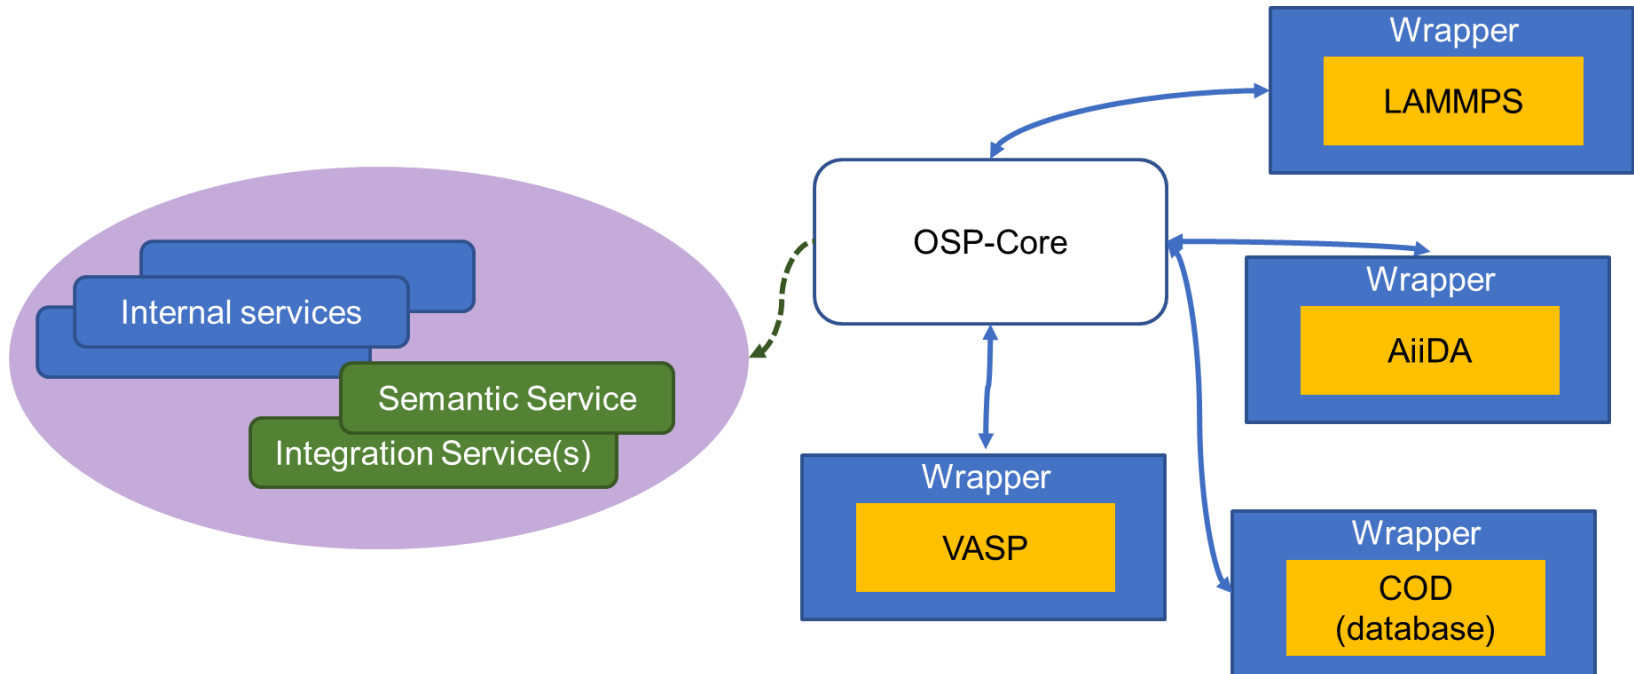 Wrapper
LAMMPS
OSP-Core
Wrapper
AiiDA
Internal services
Semantic Service
Integration Service(s)
Wrapper
VASP
Wrapper
COD
(database)